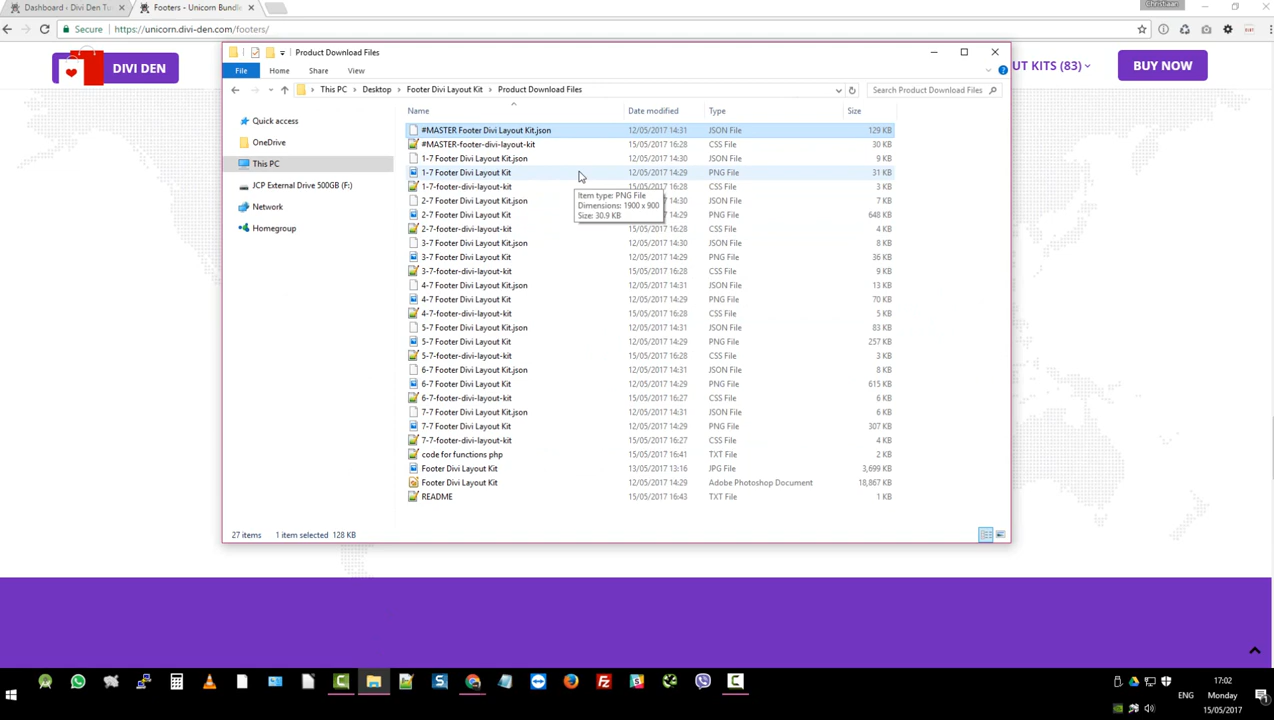 Dashboard ‹ Divi Den Tu
Footers - Unicorn Bundle
Christiaan
Secure
https://unicorn.divi-den.com/footers/
DIVI DEN
UT KITS (83)
BUY NOW
Product Download Files
File
Home
Share
View
This PC
Desktop
Footer Divi Layout Kit
Product Download Files
Search Product Download Files
Quick access
OneDrive
This PC
JCP External Drive 500GB (F:)
Network
Homegroup
Name Date modified Type Size
#MASTER Footer Divi Layout Kit.json 12/05/2017 14:31 JSON File 129 KB
#MASTER-footer-divi-layout-kit 15/05/2017 16:28 CSS File 30 KB
1-7 Footer Divi Layout Kit.json 12/05/2017 14:30 JSON File 9 KB
1-7 Footer Divi Layout Kit 12/05/2017 14:29 PNG File 31 KB
1-7-footer-divi-layout-kit 15/05/2017 16:28 CSS File 3 KB
2-7 Footer Divi Layout Kit.json 14:30 JSON File 7 KB
2-7 Footer Divi Layout Kit 14:29 PNG File 648 KB
2-7-footer-divi-layout-kit 15/05/2017 16:28 CSS File 4 KB
3-7 Footer Divi Layout Kit.json 12/05/2017 14:30 JSON File 8 KB
3-7 Footer Divi Layout Kit 12/05/2017 14:29 PNG File 36 KB
3-7-footer-divi-layout-kit 15/05/2017 16:28 CSS File 9 KB
4-7 Footer Divi Layout Kit.json 12/05/2017 14:30 JSON File 13 KB
4-7 Footer Divi Layout Kit 12/05/2017 14:29 PNG File 70 KB
4-7-footer-divi-layout-kit 15/05/2017 16:28 CSS File 5 KB
5-7 Footer Divi Layout Kit.json 12/05/2017 14:31 JSON File 83 KB
5-7 Footer Divi Layout Kit 12/05/2017 14:29 PNG File 257 KB
5-7-footer-divi-layout-kit 15/05/2017 16:28 CSS File 3 KB
6-7 Footer Divi Layout Kit.json 12/05/2017 14:31 JSON File 8 KB
6-7 Footer Divi Layout Kit 12/05/2017 14:29 PNG File 615 KB
6-7-footer-divi-layout-kit 15/05/2017 16:27 CSS File 6 KB
7-7 Footer Divi Layout Kit.json 12/05/2017 14:31 JSON File 6 KB
7-7 Footer Divi Layout Kit 12/05/2017 14:29 PNG File 307 KB
7-7-footer-divi-layout-kit 15/05/2017 16:27 CSS File 4 KB
code for functions php 15/05/2017 16:41 TXT File 2 KB
Footer Divi Layout Kit 13/05/2017 13:16 JPG File 3,699 KB
Footer Divi Layout Kit 12/05/2017 14:29 Adobe Photoshop Document 18,867 KB
README 15/05/2017 16:43 TXT File 1 KB
Item type: PNG File
Dimensions: 1900 x 900
Size: 30.9 KB
27 items 1 item selected 128 KB
17:02
ENG
Monday
15/05/2017